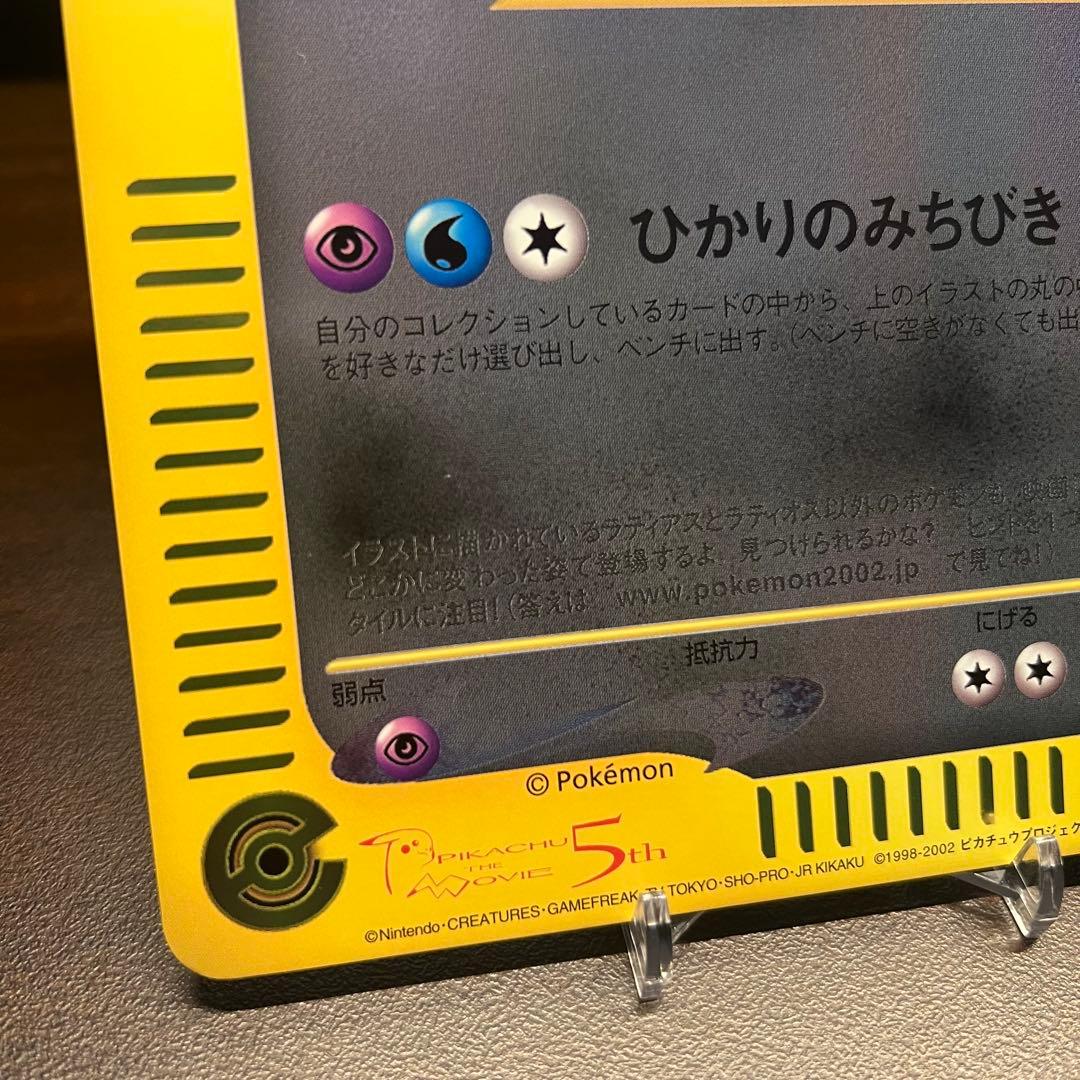 ひかりのみちびき
自分のコレクションしているカードの中から、上のイラストの丸の中
を好きなだけ選び出し、ベンチに出す。（ベンチに空きがなくても出
イラストに描かれているラティアスとラティオス以外のポケモンも、映画
どこかに変わった姿で登場するよ。見つけられるかな？ ヒントを1つ
タイルに注目！（答えは www.pokemon2002.jp で見てね！）
弱点
抵抗力
にげる
© Pokémon
PIKACHU THE MOVIE 5th
©Nintendo・CREATURES・GAMEFREAK・TV TOKYO・SHO-PRO・JR KIKAKU ©1998-2002 ピカチュウプロジェク